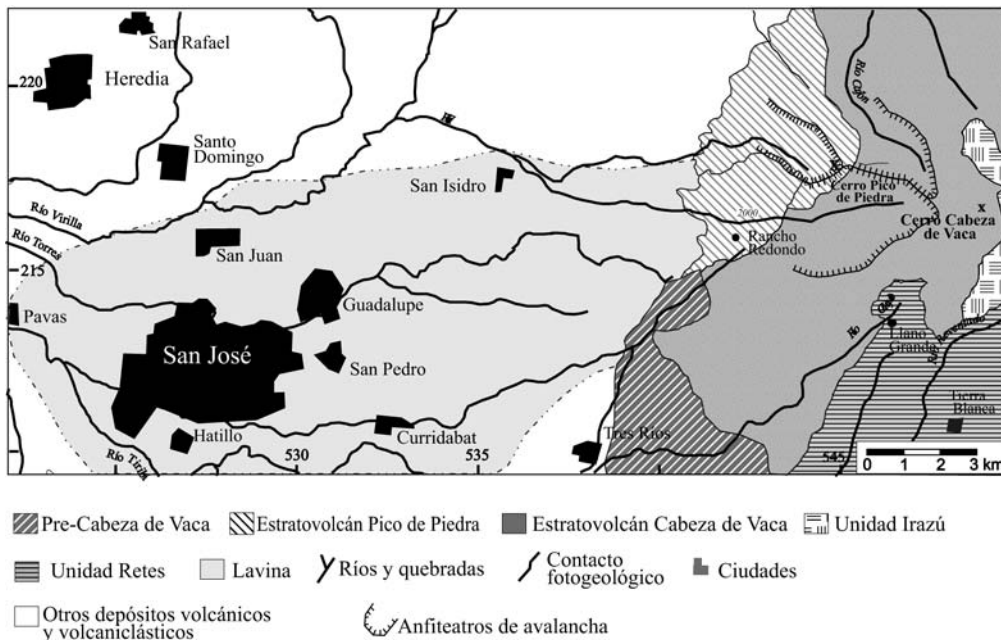 San Rafael
Heredia
220
Río Cajón
Santo
Domingo
San Isidro
Cerro Pico
de Piedra
x
Cerro Cabeza
de Vaca
2000
Rancho
Redondo
Río Virilla
Río Torres
San Juan
215
Guadalupe
Pavas
San José
San Pedro
Río
Llano
Grande
Tierra
Blanca
Hatillo
Curridabat
Tres Ríos
Río Tiribí
530
535
545
0 1 2 3 km
Pre-Cabeza de Vaca
Estratovolcán Pico de Piedra
Estratovolcán Cabeza de Vaca
Unidad Irazú
Unidad Retes
Lavina
Ríos y quebradas
Contacto
fotogeológico
Ciudades
Otros depósitos volcánicos
y volcaniclásticos
Anfiteatros de avalancha